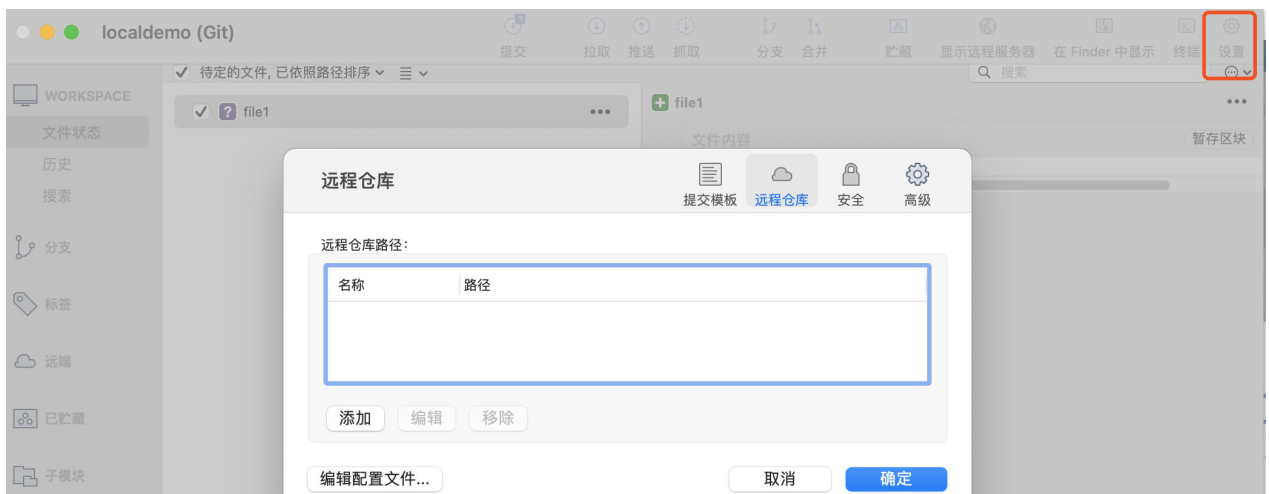 localdemo (Git)
1
提交
拉取 推送 抓取
分支 合并
贮藏
显示远程服务器
在 Finder 中显示
终端
设置
待定的文件, 已依照路径排序
搜索
WORKSPACE
文件状态
历史
搜索
分支
标签
远端
已贮藏
子模块
file1
file1
文件内容
暂存区块
远程仓库
提交模板
远程仓库
安全
高级
远程仓库路径:
名称
路径
添加
编辑
移除
编辑配置文件...
取消
确定